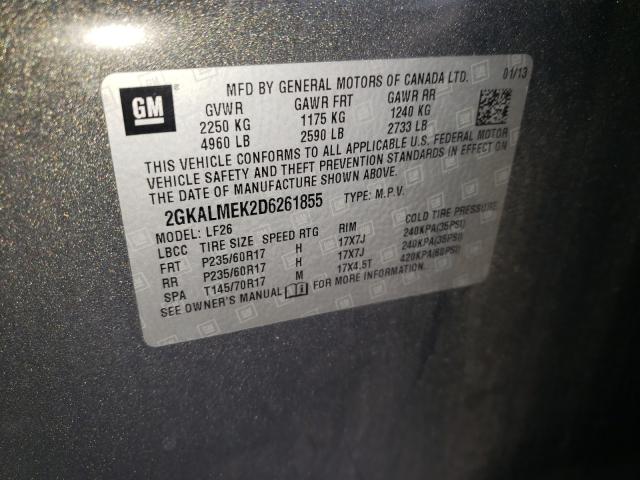 GM
MFD BY GENERAL MOTORS OF CANADA LTD. 01/13
GVWR GAWR FRT GAWR RR
2250 KG 1175 KG 1240 KG
4960 LB 2590 LB 2733 LB
THIS VEHICLE CONFORMS TO ALL APPLICABLE U.S. FEDERAL MOTOR
VEHICLE SAFETY AND THEFT PREVENTION STANDARDS IN EFFECT ON
THE DATE OF MANUFACTURE SHOWN ABOVE.
2GKALMEK2D6261855 TYPE: M.P.V.
MODEL: LF26
LBCC TIRE SIZE SPEED RTG RIM COLD TIRE PRESSURE
FRT P235/60R17 H 17X7J 240KPA(35PSI)
RR P235/60R17 H 17X7J 240KPA(35PSI)
SPA T145/70R17 M 17X4.5T 420KPA(60PSI)
SEE OWNER'S MANUAL FOR MORE INFORMATION.